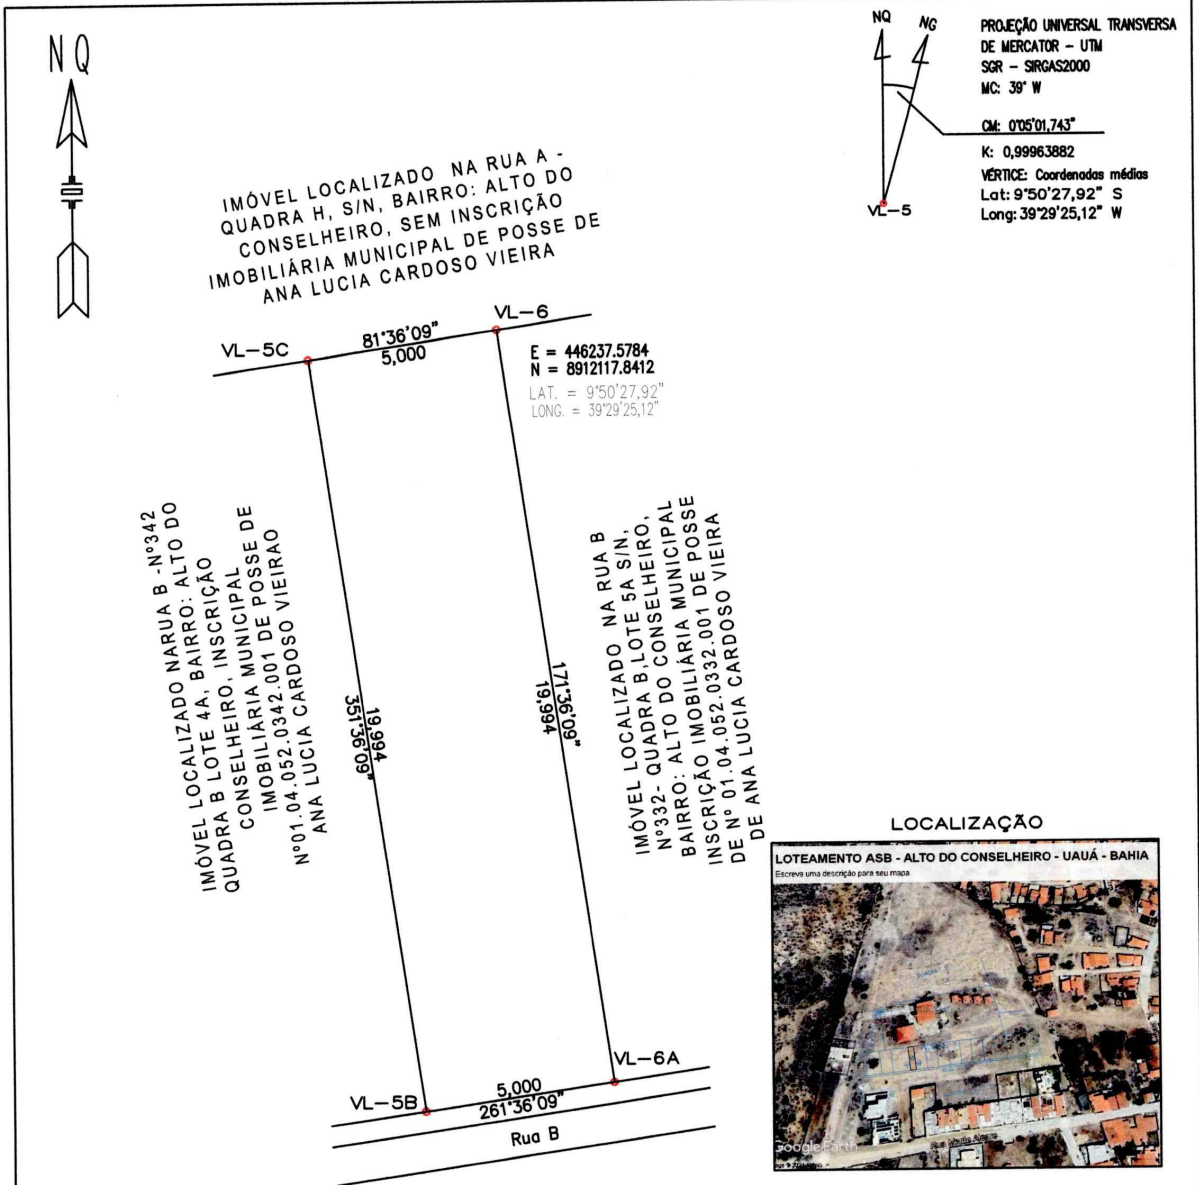 NQ
NQ NG
PROJEÇÃO UNIVERSAL TRANSVERSA
DE MERCATOR - UTM
SGR - SIRGAS2000
MC: 39° W
CM: 0°05'01,743"
K: 0,99963882
VÉRTICE: Coordenadas médias
Lat: 9°50'27,92" S
Long: 39°29'25,12" W
VL-5
IMÓVEL LOCALIZADO NA RUA A -
QUADRA H, S/N, BAIRRO: ALTO DO
CONSELHEIRO, SEM INSCRIÇÃO
IMOBILIÁRIA MUNICIPAL DE POSSE DE
ANA LUCIA CARDOSO VIEIRA
VL-5C
81°36'09"
5,000
VL-6
E = 446237.5784
N = 8912117.8412
LAT. = 9°50'27,92"
LONG. = 39°29'25,12"
IMÓVEL LOCALIZADO NARUA B -Nº342
QUADRA B LOTE 4A, BAIRRO: ALTO DO
CONSELHEIRO, INSCRIÇÃO
IMOBILIÁRIA MUNICIPAL
Nº01.04.052.0342.001 DE POSSE DE
ANA LUCIA CARDOSO VIEIRAO
19,994
351°36'09"
171°36'09"
19,994
IMÓVEL LOCALIZADO NA RUA B
Nº332- QUADRA B,LOTE 5A S/N,
BAIRRO: ALTO DO CONSELHEIRO,
INSCRIÇÃO IMOBILIÁRIA MUNICIPAL
DE Nº 01.04.052.0332.001 DE POSSE
DE ANA LUCIA CARDOSO VIEIRA
VL-5B
5,000
261°36'09"
VL-6A
Rua B
LOCALIZAÇÃO
LOTEAMENTO ASB - ALTO DO CONSELHEIRO - UAUÁ - BAHIA
Escreva uma descrição para seu mapa
Google Earth